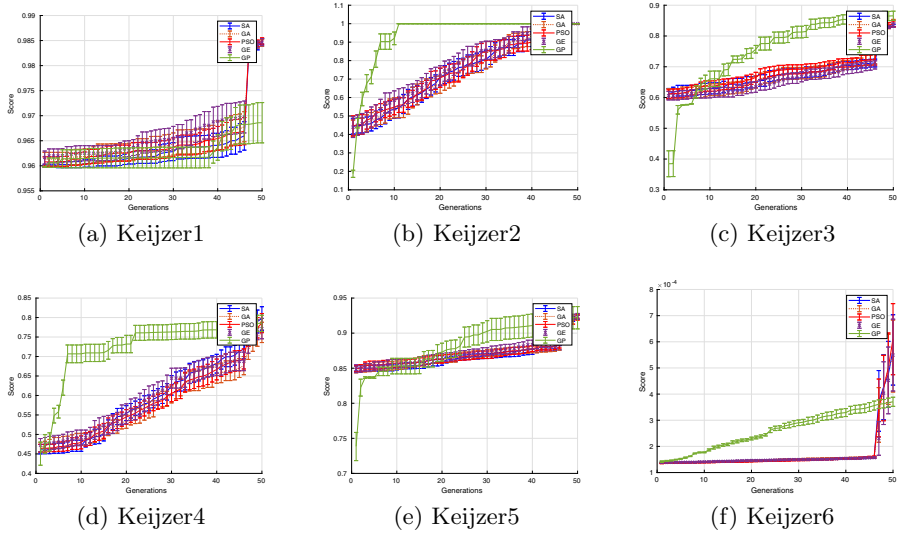 0.99
0.985
0.98
0.975
0.97
0.965
0.96
0.955
Score
0 10 20 30 40 50
Generations
SA
GA
PSO
GE
GP
(a) Keijzer1
1
0.9
0.8
0.7
0.6
0.5
0.4
0.3
0.2
0.1
Score
0 10 20 30 40 50
Generations
SA
GA
PSO
GE
GP
(b) Keijzer2
0.9
0.8
0.7
0.6
0.5
0.4
0.3
Score
0 10 20 30 40 50
Generations
SA
GA
PSO
GE
GP
(c) Keijzer3
0.85
0.8
0.75
0.7
0.65
0.6
0.55
0.5
0.45
0.4
Score
0 10 20 30 40 50
Generations
SA
GA
PSO
GE
GP
(d) Keijzer4
0.95
0.9
0.85
0.8
0.75
0.7
Score
0 10 20 30 40 50
Generations
SA
GA
PSO
GE
GP
(e) Keijzer5
× 10⁻⁴
8
7
6
5
4
3
2
1
Score
0 10 20 30 40 50
Generations
SA
GA
PSO
GE
GP
(f) Keijzer6